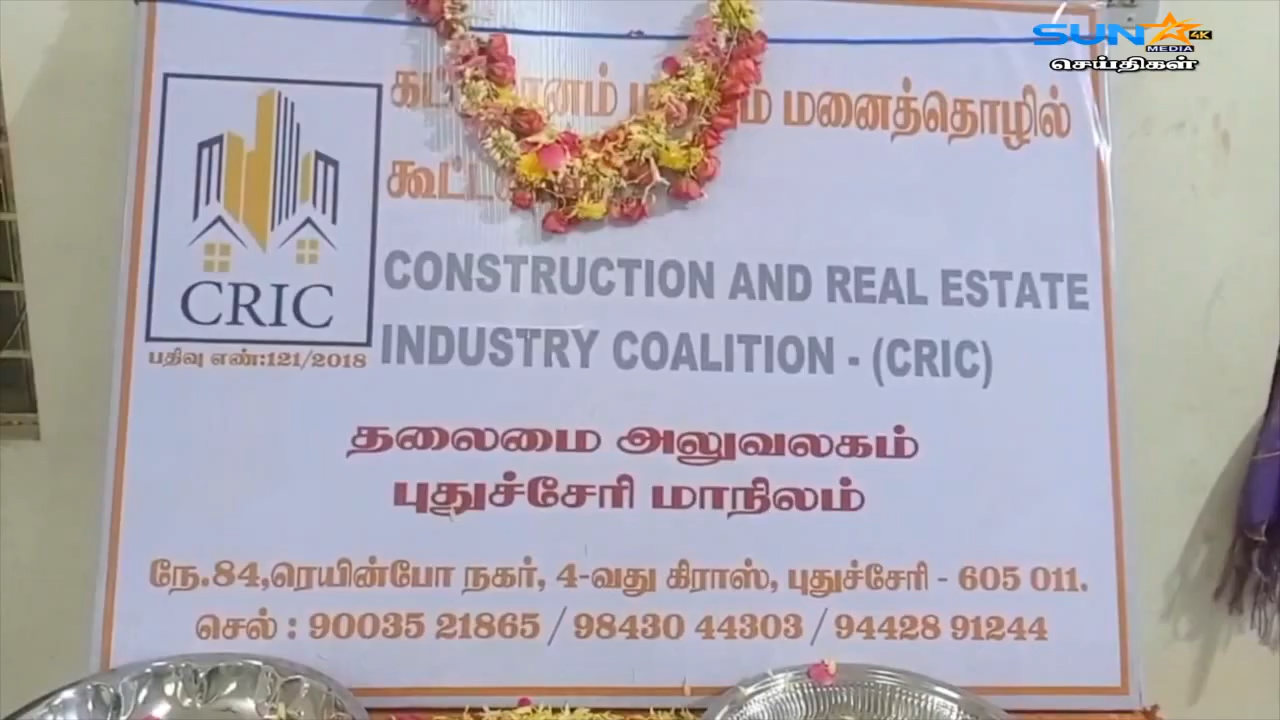 SUN 4K
MEDIA
செய்திகள்
மனைத்தொழில்
CONSTRUCTION AND REAL ESTATE
INDUSTRY COALITION - (CRIC)
CRIC
பதிவு எண்:121/2018
தலைமை அலுவலகம்
புதுச்சேரி மாநிலம்
நே.84,ரெயின்போ நகர், 4-வது கிராஸ், புதுச்சேரி - 605 011.
செல் : 90035 21865 / 98430 44303 / 94428 91244